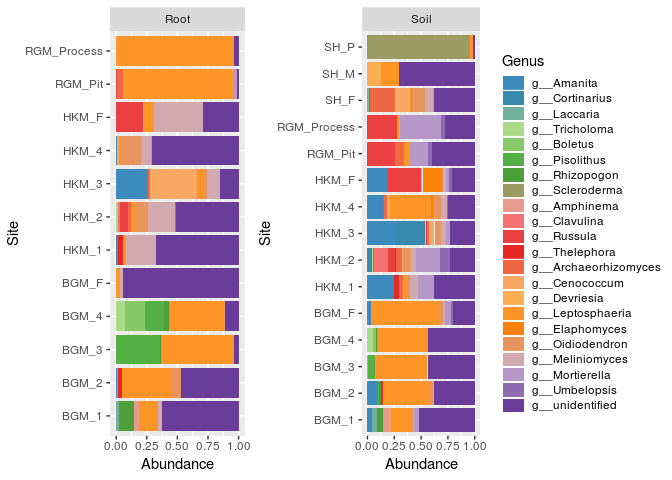 Root
Soil
Site
RGM_Process
RGM_Pit
HKM_F
HKM_4
HKM_3
HKM_2
HKM_1
BGM_F
BGM_4
BGM_3
BGM_2
BGM_1
0.00 0.25 0.50 0.75 1.00
Abundance
Site
SH_P
SH_M
SH_F
RGM_Process
RGM_Pit
HKM_F
HKM_4
HKM_3
HKM_2
HKM_1
BGM_F
BGM_4
BGM_3
BGM_2
BGM_1
0.00 0.25 0.50 0.75 1.00
Abundance
Genus
g__Amanita
g__Cortinarius
g__Laccaria
g__Tricholoma
g__Boletus
g__Pisolithus
g__Rhizopogon
g__Scleroderma
g__Amphinema
g__Clavulina
g__Russula
g__Thelephora
g__Archaeorhizomyces
g__Cenococcum
g__Devriesia
g__Leptosphaeria
g__Elaphomyces
g__Oidiodendron
g__Meliniomyces
g__Mortierella
g__Umbelopsis
g__unidentified